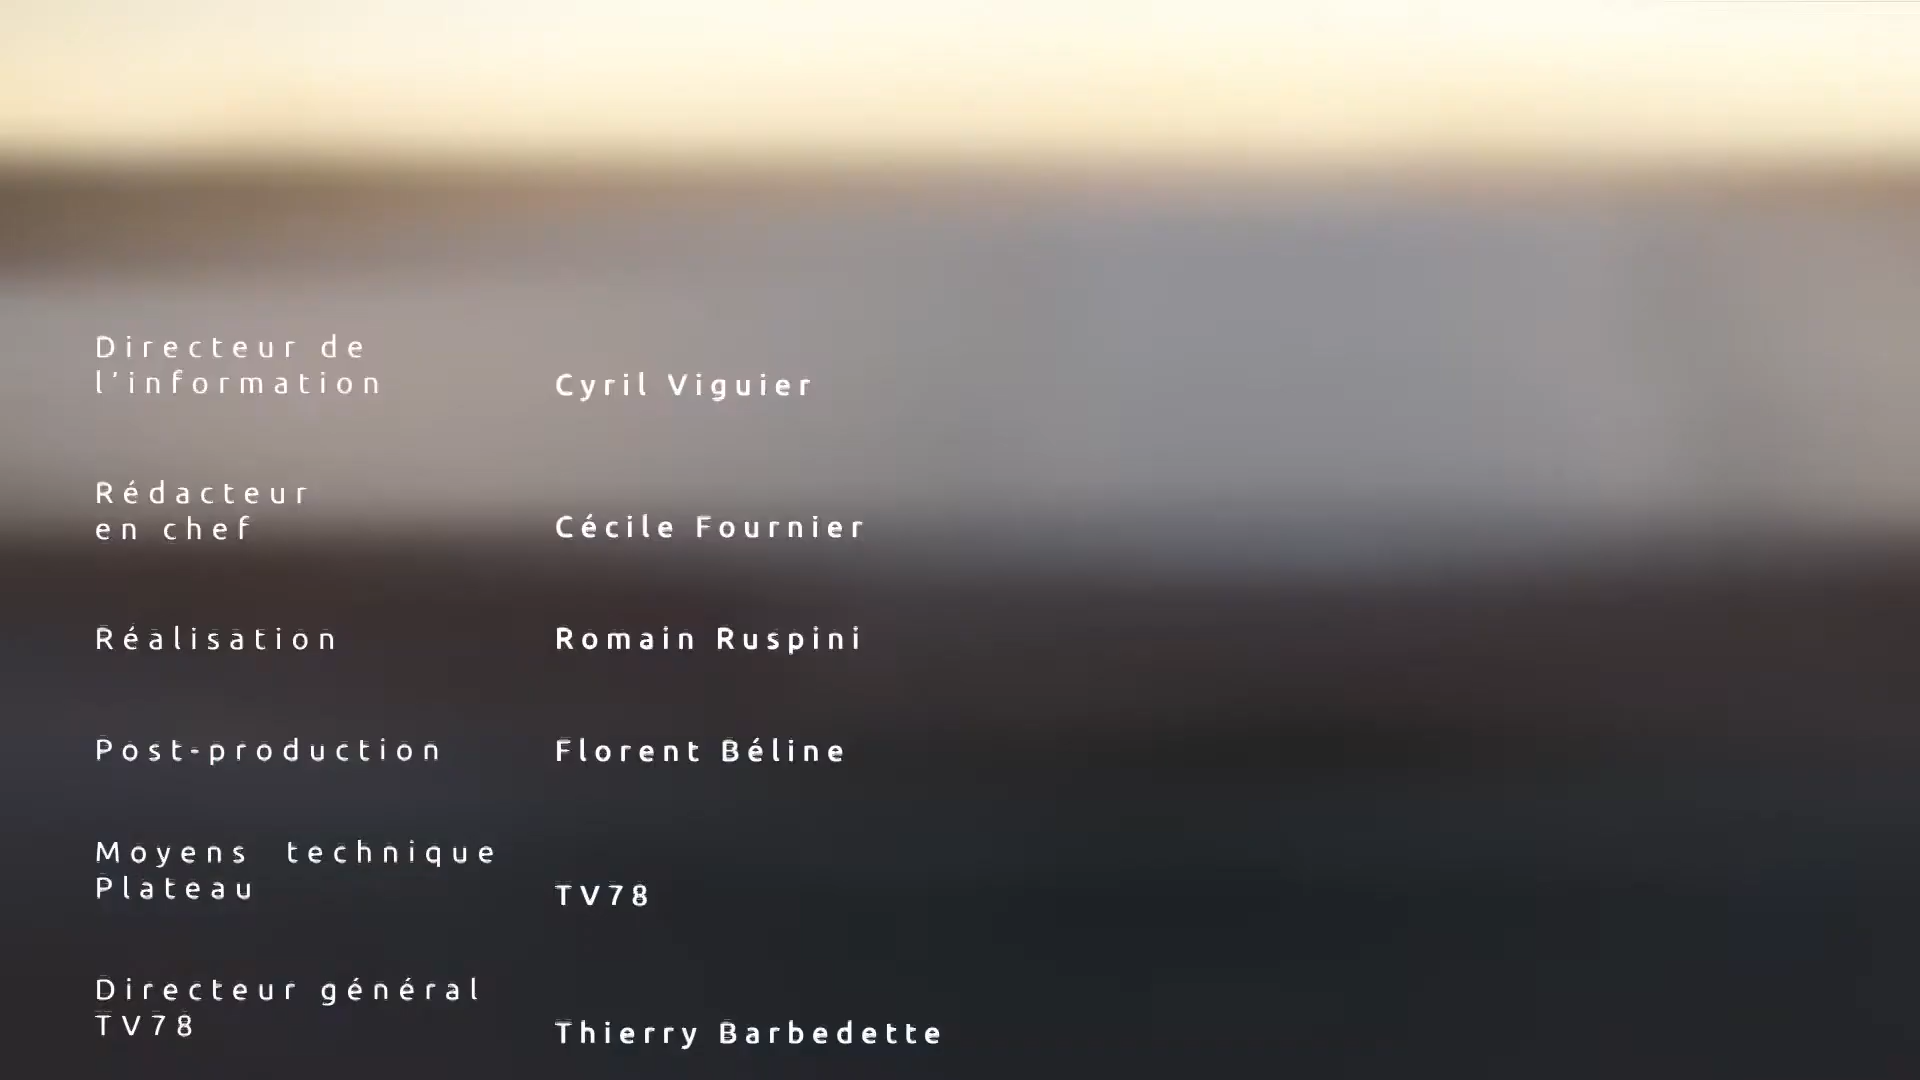 Directeur de
l'information
Cyril Viguier
Rédacteur
en chef
Cécile Fournier
Réalisation
Romain Ruspini
Post-production
Florent Béline
Moyens technique
Plateau
TV78
Directeur général
TV78
Thierry Barbedette